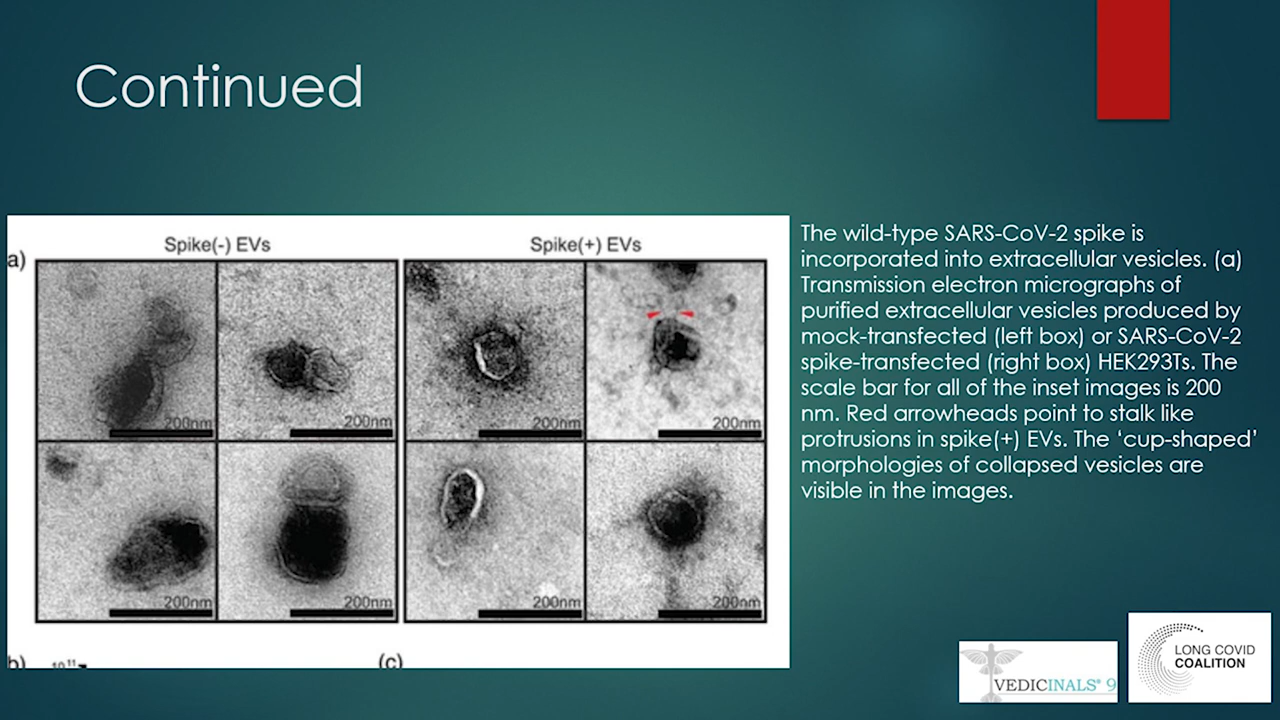 Continued
Spike(-) EVs
Spike(+) EVs
a)
200nm
200nm
200nm
200nm
200nm
200nm
200nm
200nm
b)
10¹¹
(c)
The wild-type SARS-CoV-2 spike is
incorporated into extracellular vesicles. (a)
Transmission electron micrographs of
purified extracellular vesicles produced by
mock-transfected (left box) or SARS-CoV-2
spike-transfected (right box) HEK293Ts. The
scale bar for all of the inset images is 200
nm. Red arrowheads point to stalk like
protrusions in spike(+) EVs. The ‘cup-shaped’
morphologies of collapsed vesicles are
visible in the images.
VEDICINALS® 9
LONG COVID
COALITION